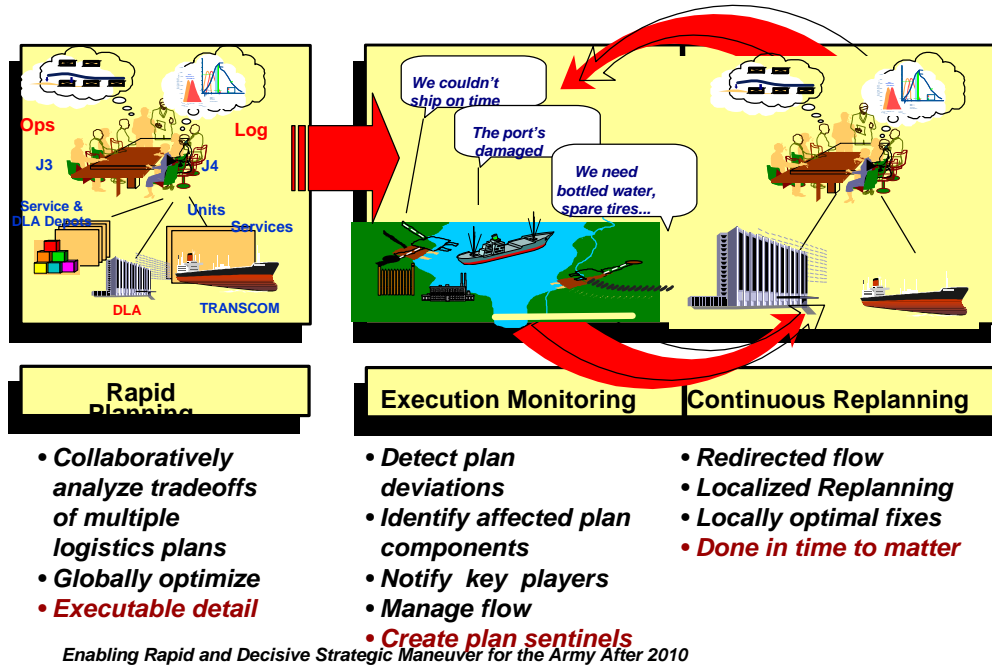 Ops
Log
J3
J4
Service &
DLA Depots
Units
Services
DLA
TRANSCOM
We couldn't
ship on time
The port's
damaged
We need
bottled water,
spare tires...
Rapid
Planning
Execution Monitoring
Continuous Replanning
• Collaboratively
analyze tradeoffs
of multiple
logistics plans
• Globally optimize
• Executable detail
• Detect plan
deviations
• Identify affected plan
components
• Notify key players
• Manage flow
• Create plan sentinels
• Redirected flow
• Localized Replanning
• Locally optimal fixes
• Done in time to matter
Enabling Rapid and Decisive Strategic Maneuver for the Army After 2010